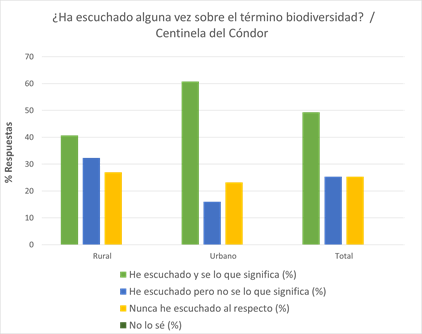 ¿Ha escuchado alguna vez sobre el término biodiversidad? /
Centinela del Cóndor
% Respuestas
70
60
50
40
30
20
10
0
Rural Urbano Total
He escuchado y se lo que significa (%)
He escuchado pero no se lo que significa (%)
Nunca he escuchado al respecto (%)
No lo sé (%)